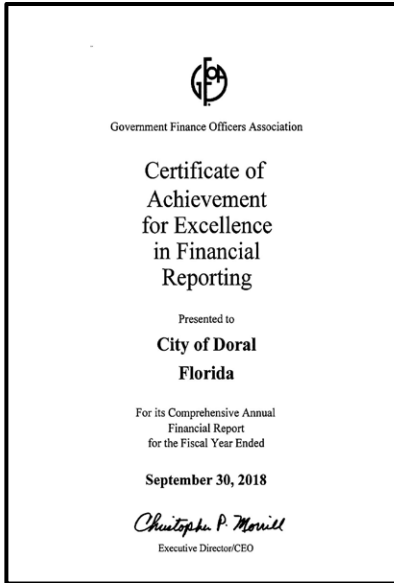 GFOA
Government Finance Officers Association
Certificate of
Achievement
for Excellence
in Financial
Reporting
Presented to
City of Doral
Florida
For its Comprehensive Annual
Financial Report
for the Fiscal Year Ended
September 30, 2018
Christopher P. Morrill
Executive Director/CEO